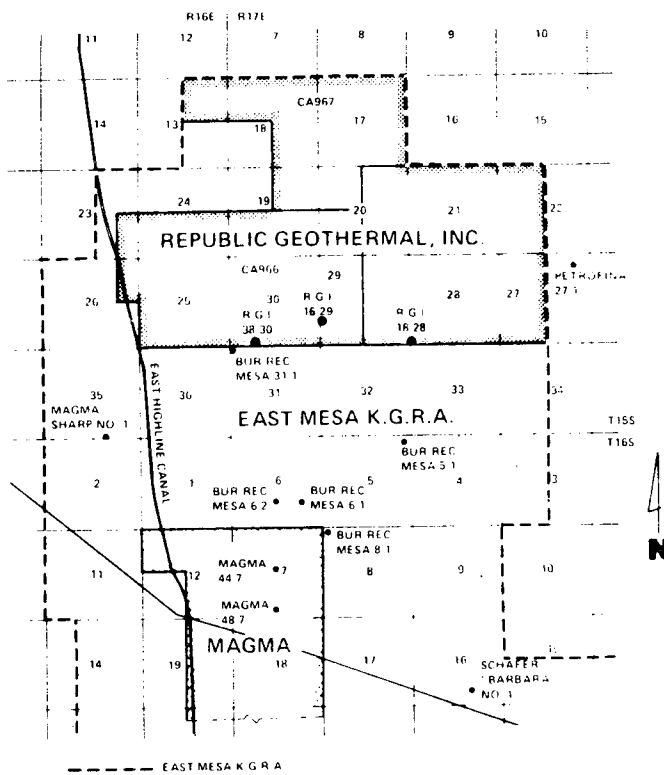 R16E R17E
11 12 7 8 9 10
CA967
14 13 18 17 16 15
23 24 19 20 21 22
REPUBLIC GEOTHERMAL, INC.
CA966
26 25 30 29 28 27
R G I
16 29
R G I
38 30
R G I
16 28
PETROFINA
27 1
BUR REC
MESA 31 1
35 36 31 32 33 34
MAGMA
SHARP NO. 1
EAST HIGHLINE CANAL
EAST MESA K.G.R.A.
T15S
T16S
BUR REC
MESA 5 1
2 1 6 5 4 3
BUR REC
MESA 6 2
BUR REC
MESA 6 1
BUR REC
MESA 8 1
N
11 12 7 8 9 10
MAGMA
44 7
MAGMA
48 7
MAGMA
14 19 18 17 16 15
SCHAFER
BARBARA
NO. 1
EAST MESA K G R A